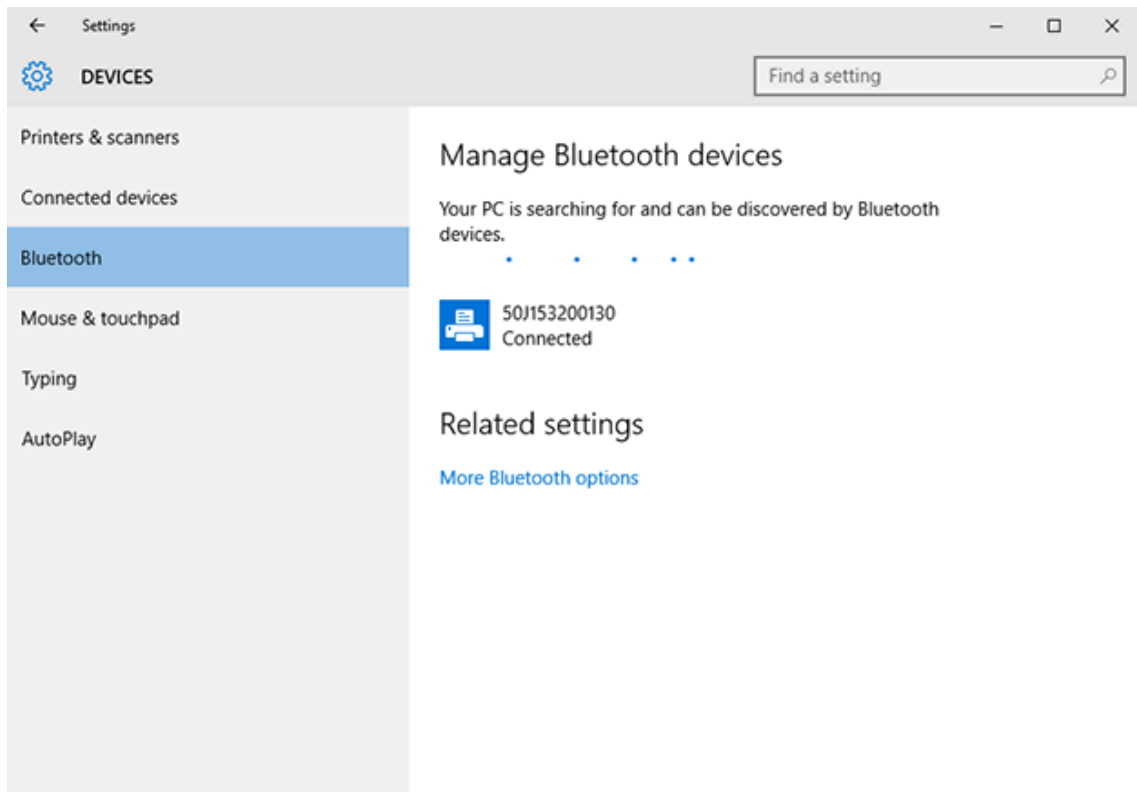 Settings
DEVICES
Find a setting
Printers & scanners
Connected devices
Bluetooth
Mouse & touchpad
Typing
AutoPlay
Manage Bluetooth devices
Your PC is searching for and can be discovered by Bluetooth
devices.
50J153200130
Connected
Related settings
More Bluetooth options